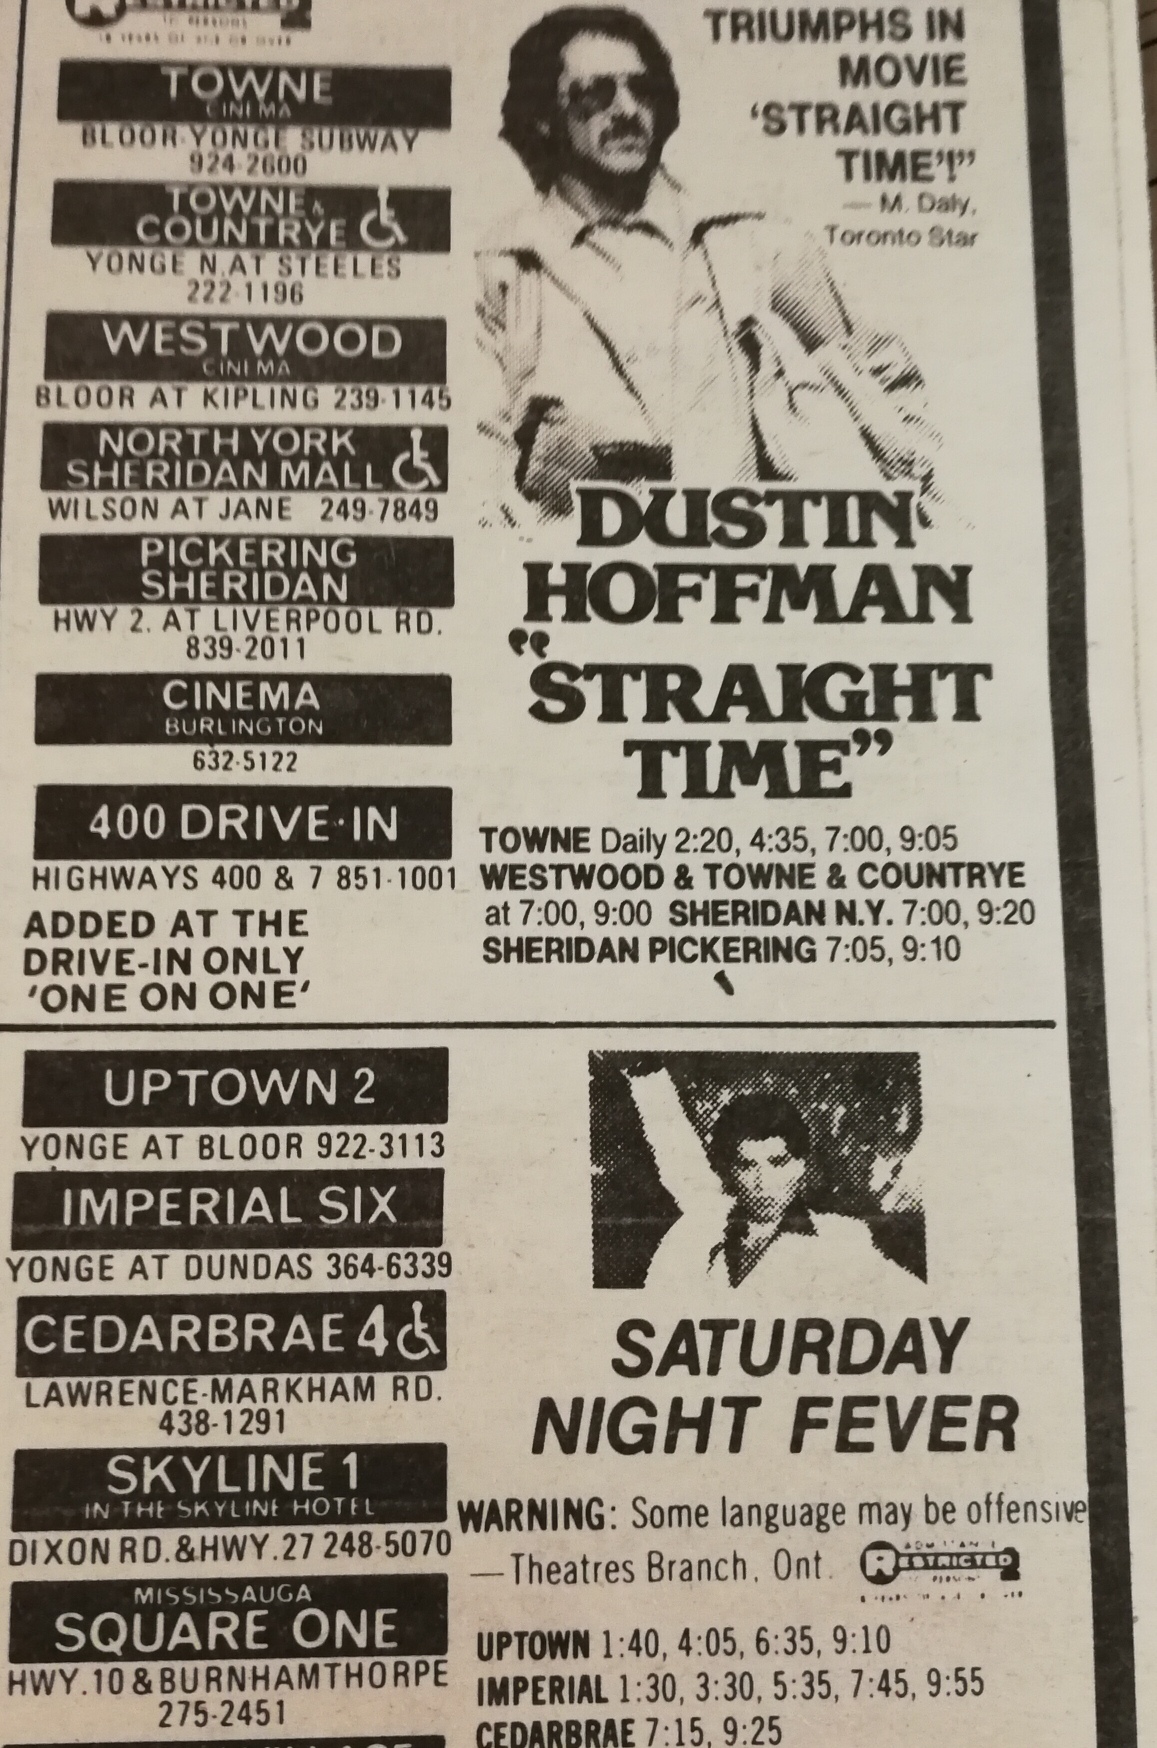 RESTRICTED
TOWNE
CINEMA
BLOOR-YONGE SUBWAY
924-2600
TOWNE &
COUNTRYE
YONGE N. AT STEELES
222-1196
WESTWOOD
CINEMA
BLOOR AT KIPLING 239-1145
NORTH YORK
SHERIDAN MALL
WILSON AT JANE 249-7849
PICKERING
SHERIDAN
HWY 2. AT LIVERPOOL RD.
839-2011
CINEMA
BURLINGTON
632-5122
400 DRIVE-IN
HIGHWAYS 400 & 7 851-1001
ADDED AT THE
DRIVE-IN ONLY
'ONE ON ONE'
TRIUMPHS IN
MOVIE
'STRAIGHT
TIME'!"
— M. Daly,
Toronto Star
DUSTIN
HOFFMAN
"STRAIGHT
TIME"
TOWNE Daily 2:20, 4:35, 7:00, 9:05
WESTWOOD & TOWNE & COUNTRYE
at 7:00, 9:00 SHERIDAN N.Y. 7:00, 9:20
SHERIDAN PICKERING 7:05, 9:10
UPTOWN 2
YONGE AT BLOOR 922-3113
IMPERIAL SIX
YONGE AT DUNDAS 364-6339
CEDARBRAE 4
LAWRENCE-MARKHAM RD.
438-1291
SKYLINE 1
IN THE SKYLINE HOTEL
DIXON RD. & HWY. 27 248-5070
MISSISSAUGA
SQUARE ONE
HWY. 10 & BURNHAMTHORPE
275-2451
SATURDAY
NIGHT FEVER
WARNING: Some language may be offensive
— Theatres Branch, Ont.
RESTRICTED
UPTOWN 1:40, 4:05, 6:35, 9:10
IMPERIAL 1:30, 3:30, 5:35, 7:45, 9:55
CEDARBRAE 7:15, 9:25